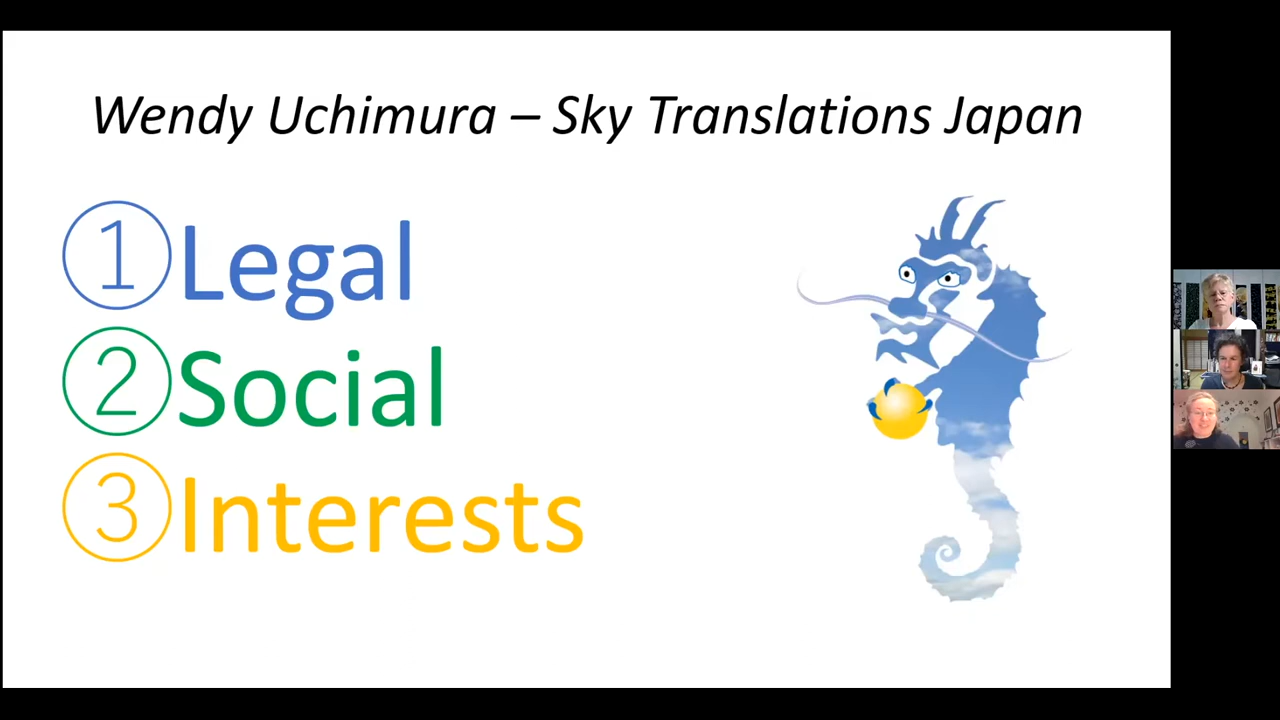 Wendy Uchimura – Sky Translations Japan
①Legal
②Social
③Interests